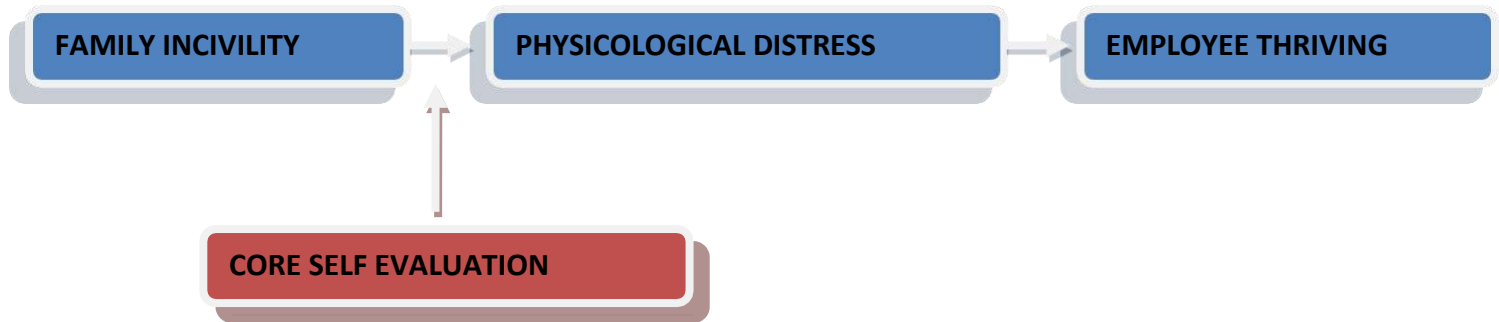 FAMILY INCIVILITY
PHYSICOLOGICAL DISTRESS
EMPLOYEE THRIVING
CORE SELF EVALUATION